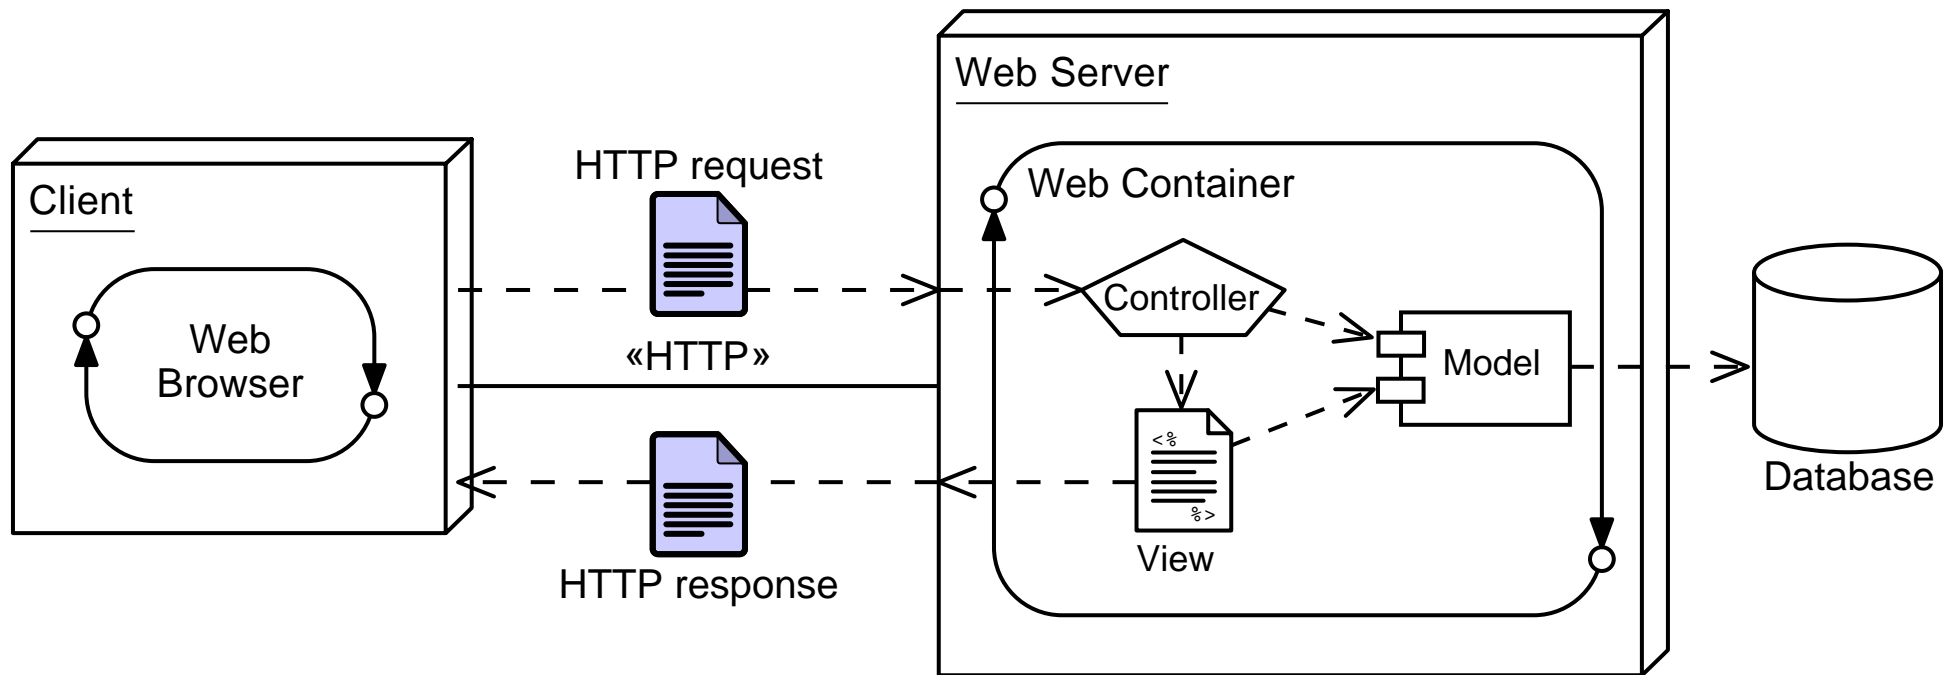 Web Server
HTTP request
Client
Web Container
Controller
Web
Browser
«HTTP»
Model
<%
%>
View
Database
HTTP response